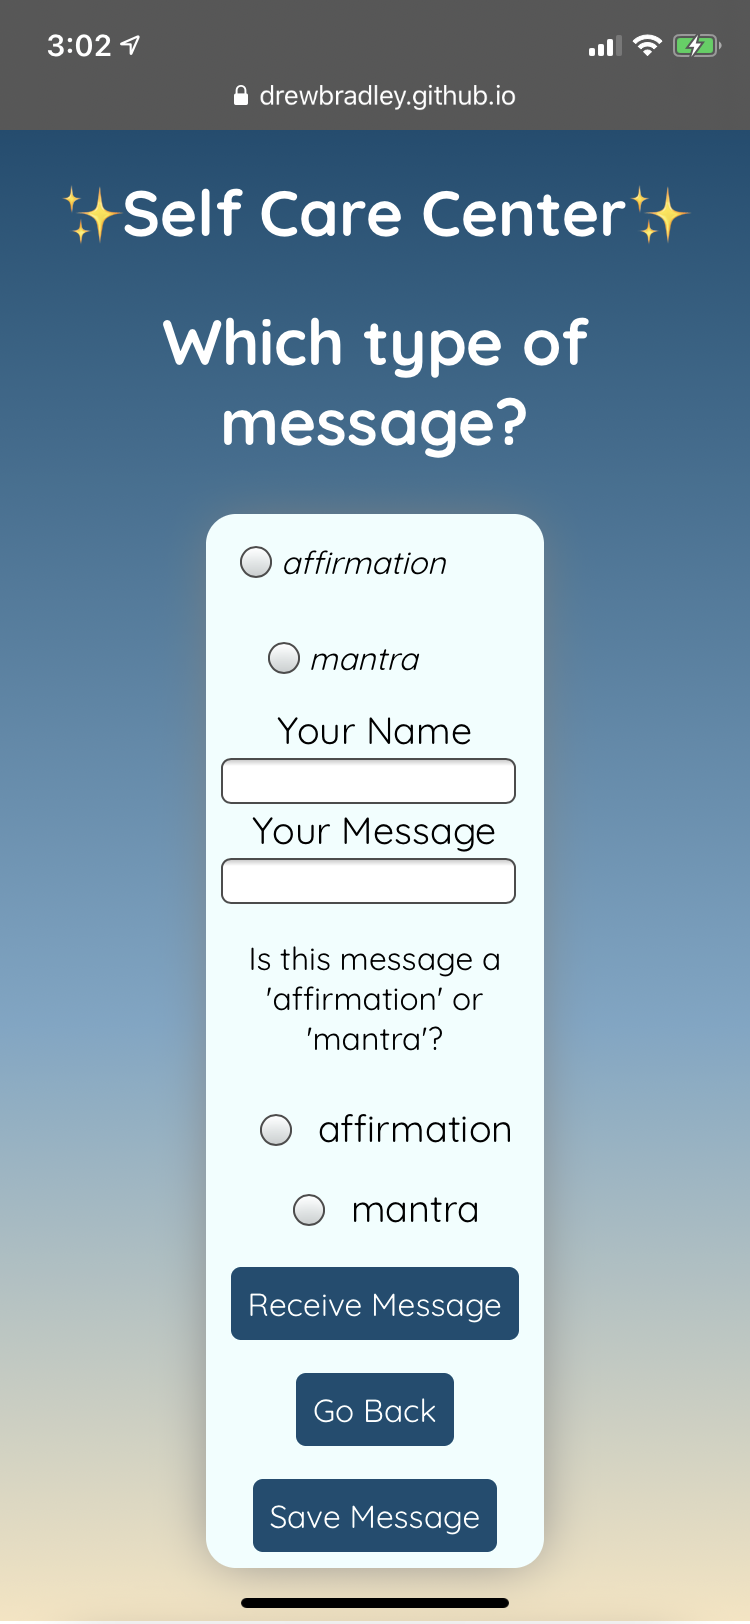 3:02
drewbradley.github.io
✨Self Care Center✨
Which type of
message?
affirmation
mantra
Your Name
Your Message
Is this message a
'affirmation' or
'mantra'?
affirmation
mantra
Receive Message
Go Back
Save Message